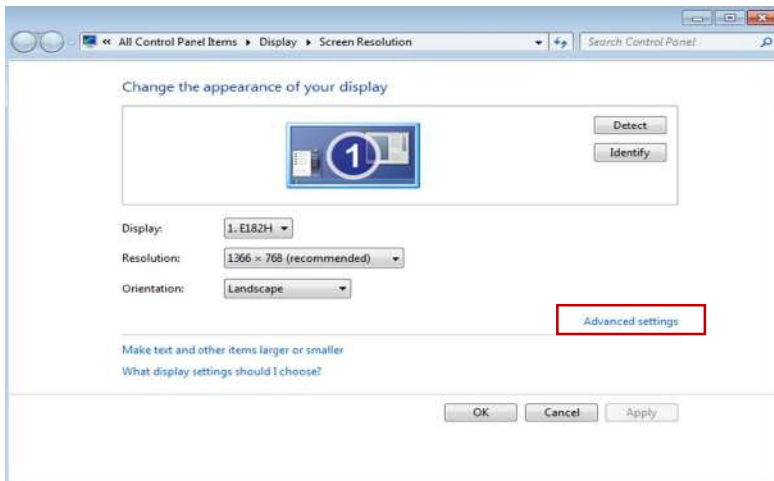 « All Control Panel Items ▸ Display ▸ Screen Resolution Search Control Panel
Change the appearance of your display
1
Detect
Identify
Display: 1. E182H
Resolution: 1366 × 768 (recommended)
Orientation: Landscape
Advanced settings
Make text and other items larger or smaller
What display settings should I choose?
OK Cancel Apply